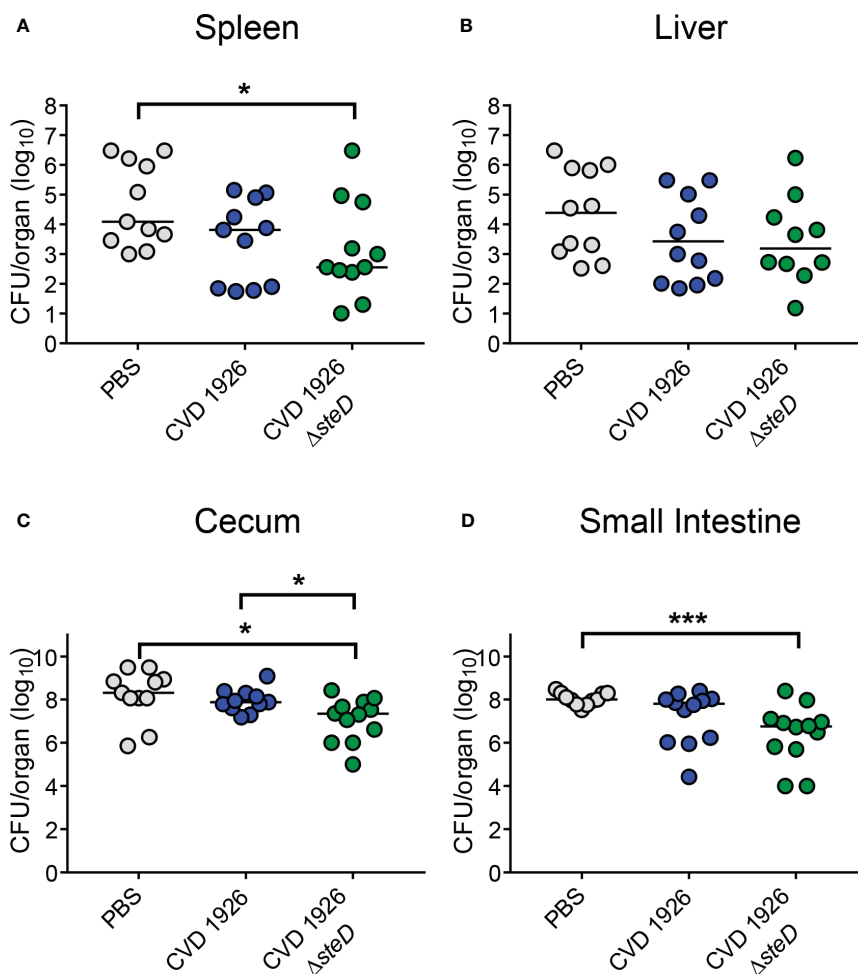 A Spleen
*
CFU/organ (log10)
8
7
6
5
4
3
2
1
0
PBS
CVD 1926
CVD 1926
ΔsteD
B Liver
CFU/organ (log10)
8
7
6
5
4
3
2
1
0
PBS
CVD 1926
CVD 1926
ΔsteD
C Cecum
*
*
CFU/organ (log10)
10
8
6
4
2
0
PBS
CVD 1926
CVD 1926
ΔsteD
D Small Intestine
***
CFU/organ (log10)
10
8
6
4
2
0
PBS
CVD 1926
CVD 1926
ΔsteD